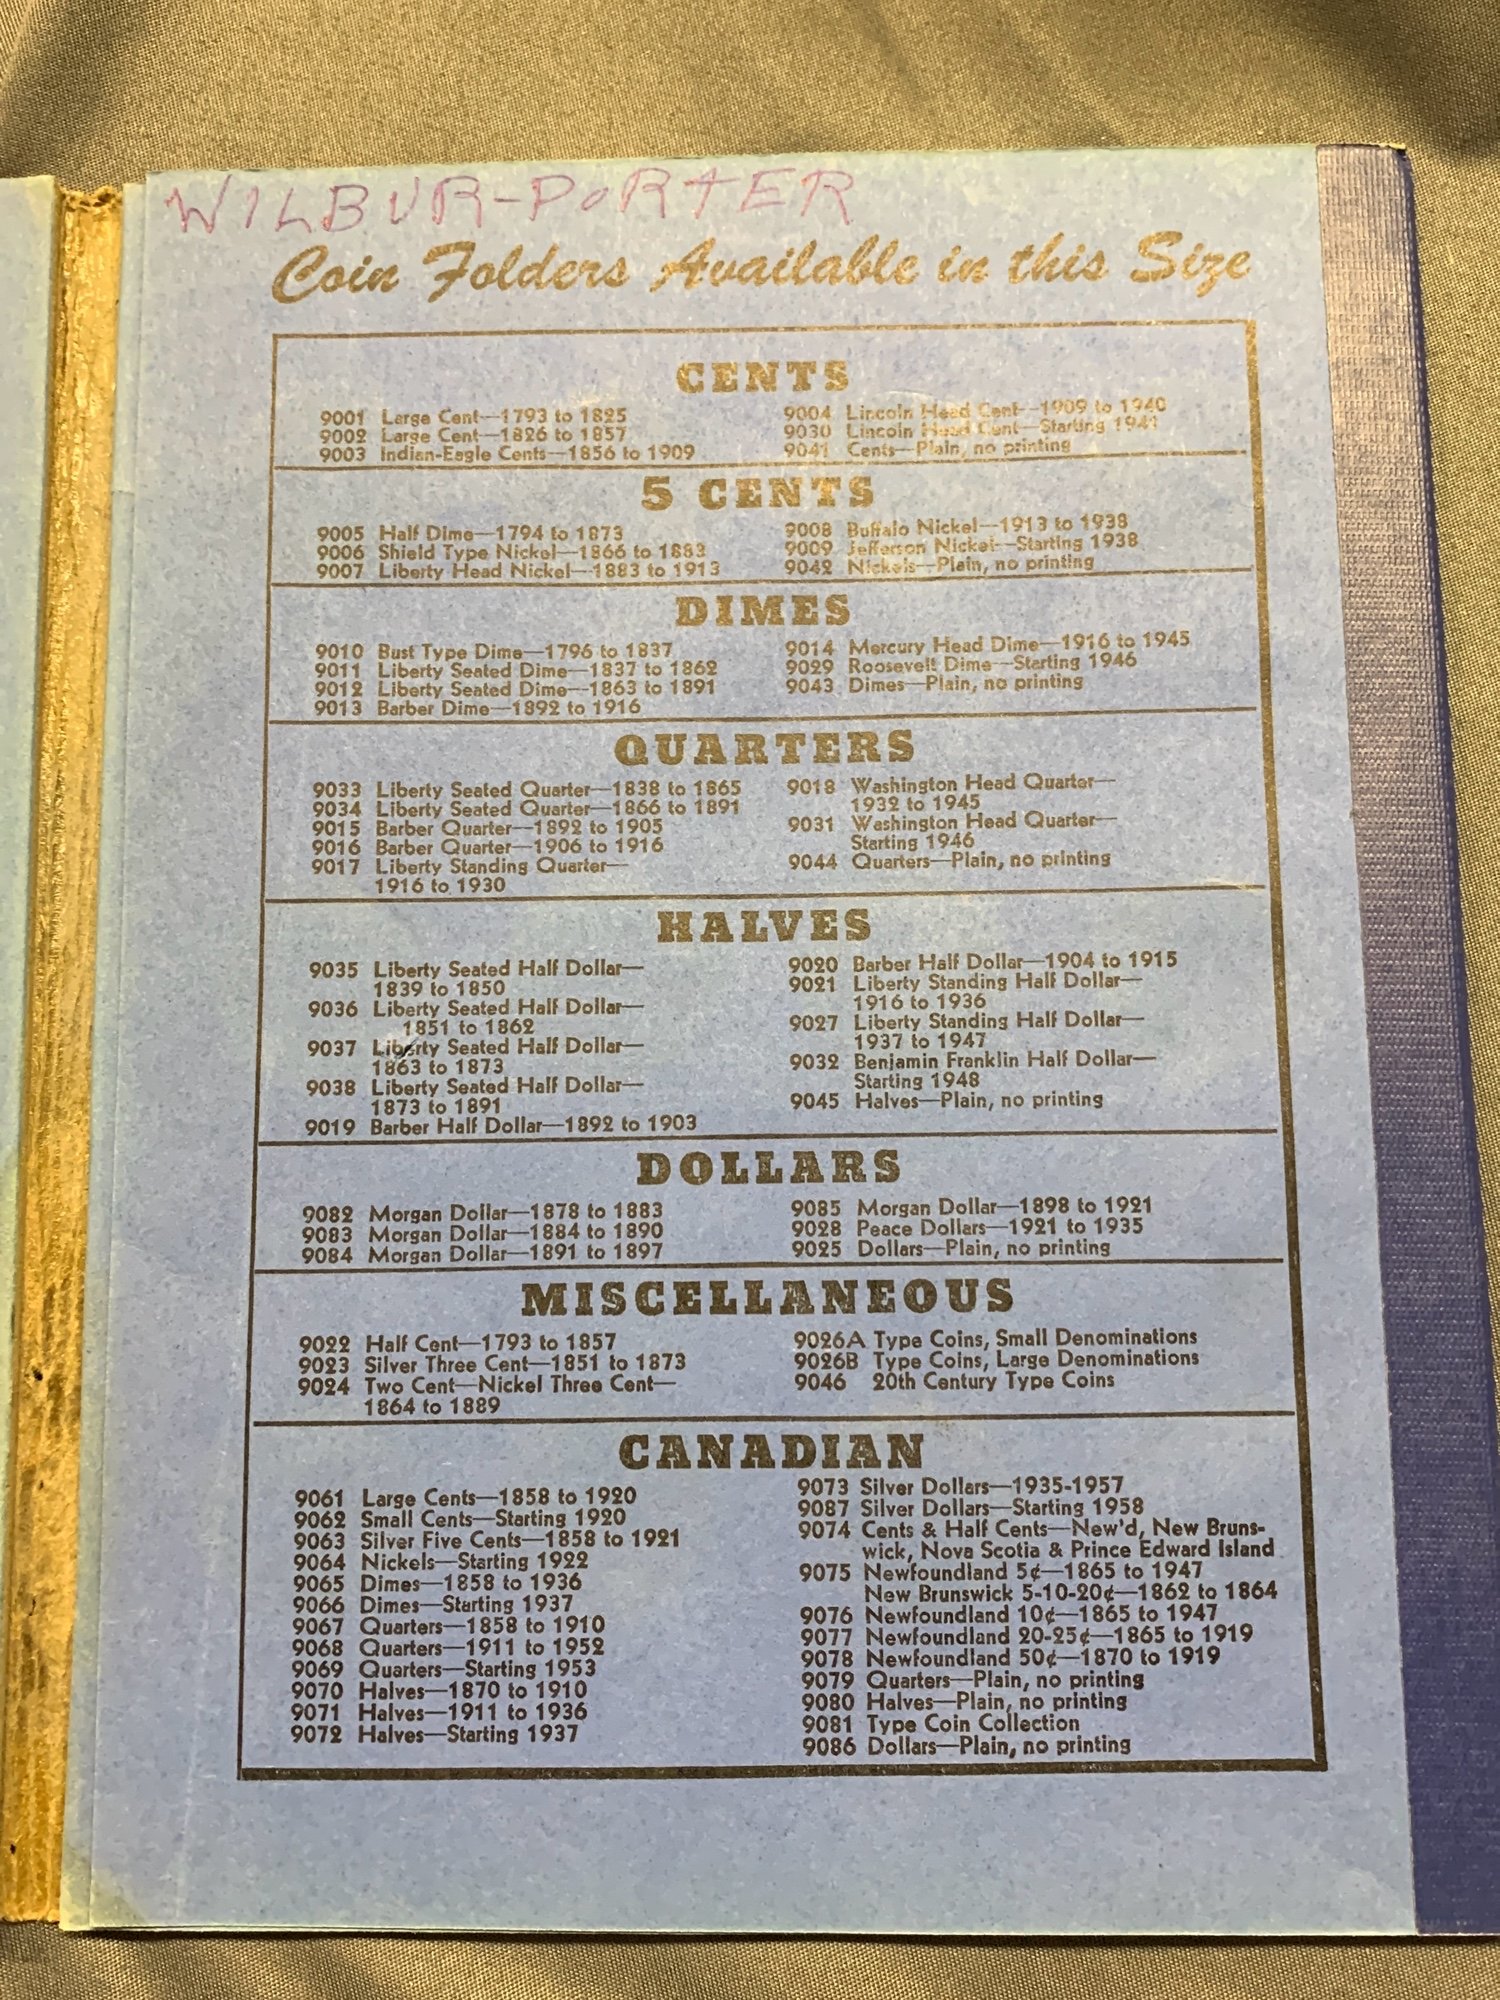 WILBUR-PORTER
Coin Folders Available in this Size
CENTS
9001 Large Cent—1793 to 1825
9002 Large Cent—1826 to 1857
9003 Indian-Eagle Cents—1856 to 1909
9004 Lincoln Head Cent—1909 to 1940
9030 Lincoln Head Cent—Starting 1941
9041 Cents—Plain, no printing
5 CENTS
9005 Half Dime—1794 to 1873
9006 Shield Type Nickel—1866 to 1883
9007 Liberty Head Nickel—1883 to 1913
9008 Buffalo Nickel—1913 to 1938
9009 Jefferson Nickel—Starting 1938
9042 Nickels—Plain, no printing
DIMES
9010 Bust Type Dime—1796 to 1837
9011 Liberty Seated Dime—1837 to 1862
9012 Liberty Seated Dime—1863 to 1891
9013 Barber Dime—1892 to 1916
9014 Mercury Head Dime—1916 to 1945
9029 Roosevelt Dime—Starting 1946
9043 Dimes—Plain, no printing
QUARTERS
9033 Liberty Seated Quarter—1838 to 1865
9034 Liberty Seated Quarter—1866 to 1891
9015 Barber Quarter—1892 to 1905
9016 Barber Quarter—1906 to 1916
9017 Liberty Standing Quarter—
1916 to 1930
9018 Washington Head Quarter—
1932 to 1945
9031 Washington Head Quarter—
Starting 1946
9044 Quarters—Plain, no printing
HALVES
9035 Liberty Seated Half Dollar—
1839 to 1850
9036 Liberty Seated Half Dollar—
1851 to 1862
9037 Liberty Seated Half Dollar—
1863 to 1873
9038 Liberty Seated Half Dollar—
1873 to 1891
9019 Barber Half Dollar—1892 to 1903
9020 Barber Half Dollar—1904 to 1915
9021 Liberty Standing Half Dollar—
1916 to 1936
9027 Liberty Standing Half Dollar—
1937 to 1947
9032 Benjamin Franklin Half Dollar—
Starting 1948
9045 Halves—Plain, no printing
DOLLARS
9082 Morgan Dollar—1878 to 1883
9083 Morgan Dollar—1884 to 1890
9084 Morgan Dollar—1891 to 1897
9085 Morgan Dollar—1898 to 1921
9028 Peace Dollars—1921 to 1935
9025 Dollars—Plain, no printing
MISCELLANEOUS
9022 Half Cent—1793 to 1857
9023 Silver Three Cent—1851 to 1873
9024 Two Cent—Nickel Three Cent—
1864 to 1889
9026A Type Coins, Small Denominations
9026B Type Coins, Large Denominations
9046 20th Century Type Coins
CANADIAN
9061 Large Cents—1858 to 1920
9062 Small Cents—Starting 1920
9063 Silver Five Cents—1858 to 1921
9064 Nickels—Starting 1922
9065 Dimes—1858 to 1936
9066 Dimes—Starting 1937
9067 Quarters—1858 to 1910
9068 Quarters—1911 to 1952
9069 Quarters—Starting 1953
9070 Halves—1870 to 1910
9071 Halves—1911 to 1936
9072 Halves—Starting 1937
9073 Silver Dollars—1935-1957
9087 Silver Dollars—Starting 1958
9074 Cents & Half Cents—New'd, New Bruns-
wick, Nova Scotia & Prince Edward Island
9075 Newfoundland 5¢—1865 to 1947
New Brunswick 5-10-20¢—1862 to 1864
9076 Newfoundland 10¢—1865 to 1947
9077 Newfoundland 20-25¢—1865 to 1919
9078 Newfoundland 50¢—1870 to 1919
9079 Quarters—Plain, no printing
9080 Halves—Plain, no printing
9081 Type Coin Collection
9086 Dollars—Plain, no printing